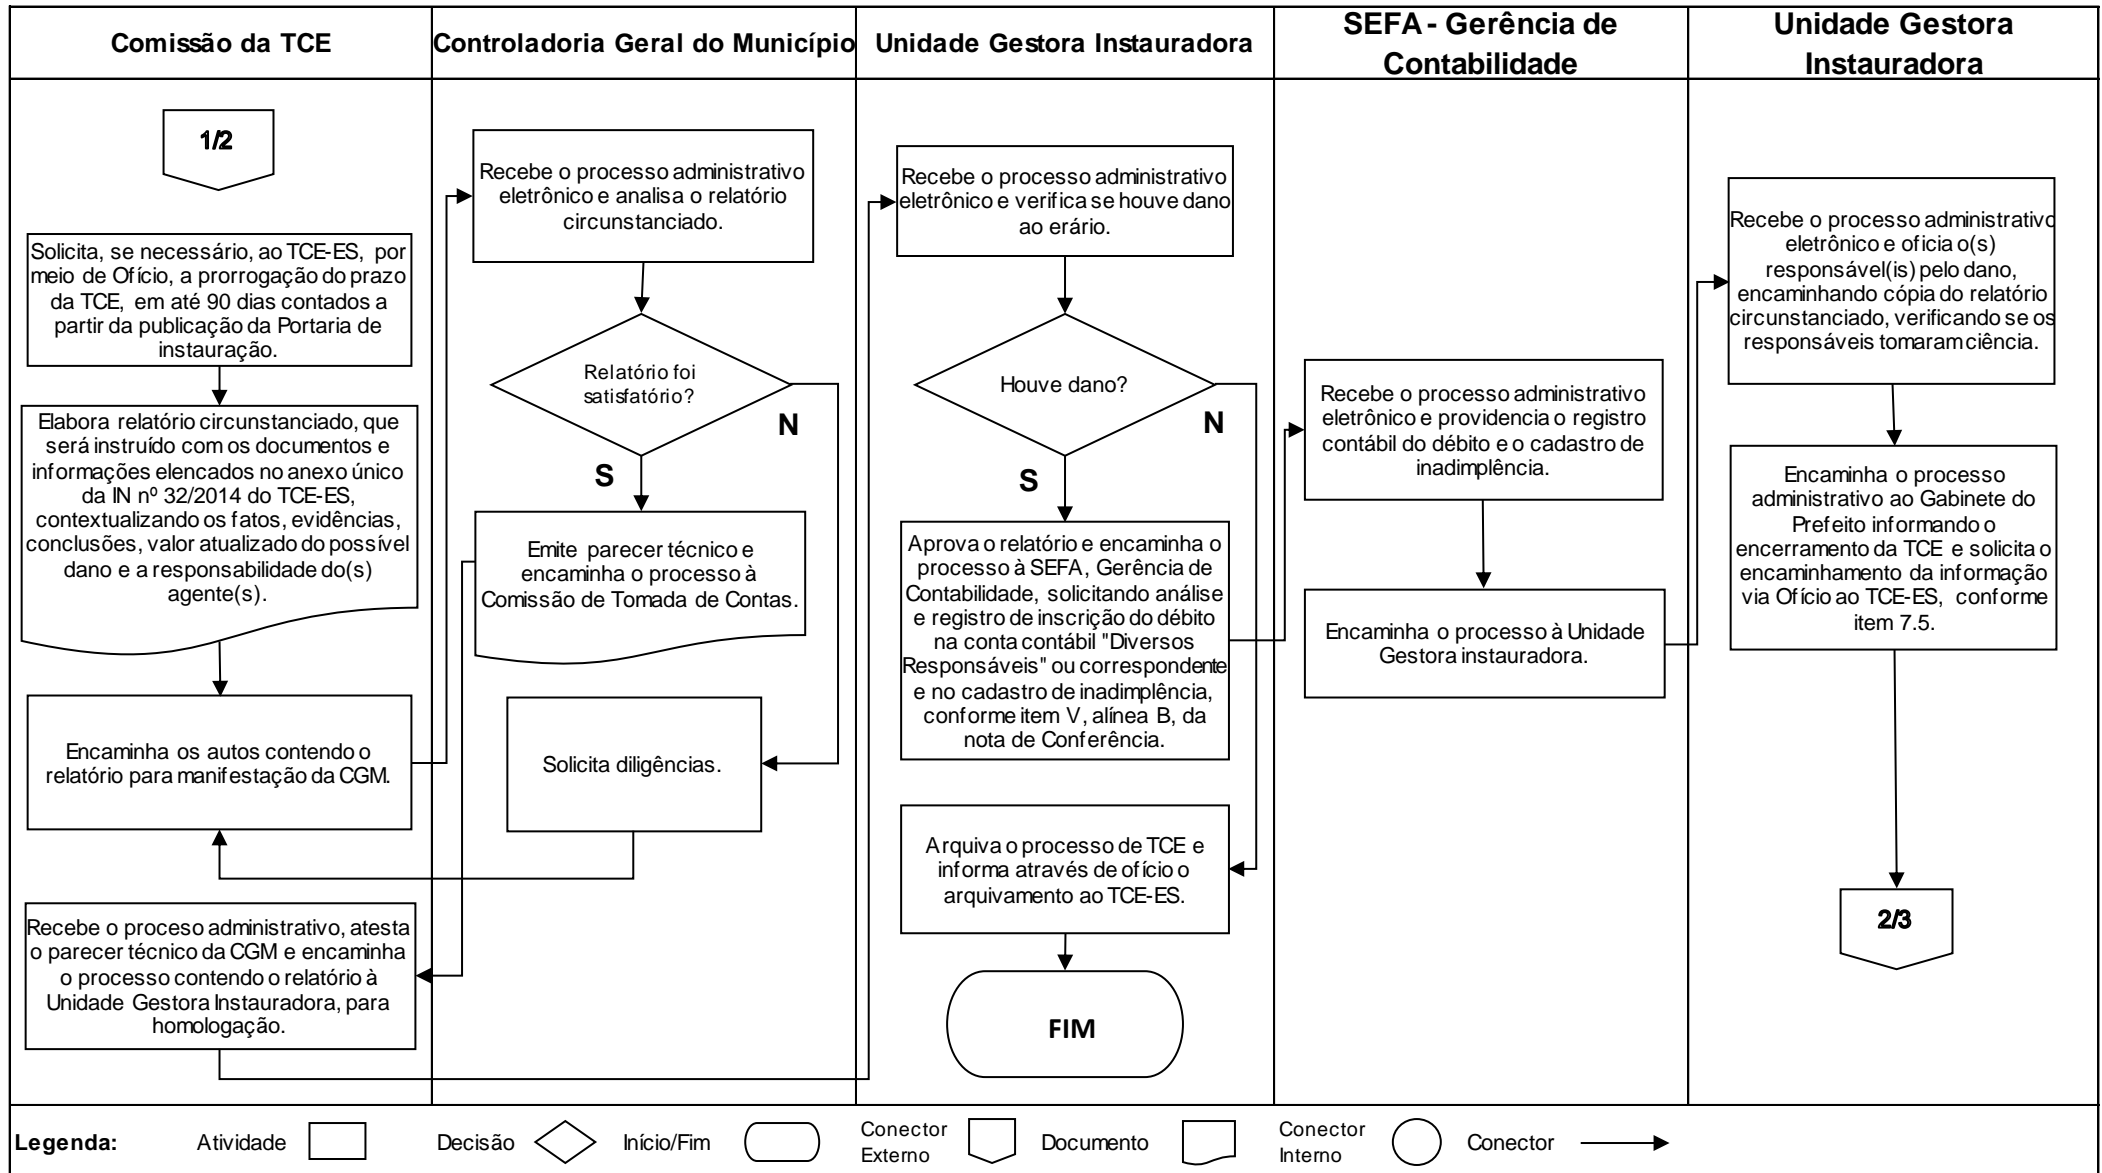 Comissão da TCE
Controladoria Geral do Município
Unidade Gestora Instauradora
SEFA - Gerência de
Contabilidade
Unidade Gestora
Instauradora
1/2
Solicita, se necessário, ao TCE-ES, por
meio de Ofício, a prorrogação do prazo
da TCE, em até 90 dias contados a
partir da publicação da Portaria de
instauração.
Elabora relatório circunstanciado, que
será instruído com os documentos e
informações elencados no anexo único
da IN nº 32/2014 do TCE-ES,
contextualizando os fatos, evidências,
conclusões, valor atualizado do possível
dano e a responsabilidade do(s)
agente(s).
Encaminha os autos contendo o
relatório para manifestação da CGM.
Recebe o proceso administrativo, atesta
o parecer técnico da CGM e encaminha
o processo contendo o relatório à
Unidade Gestora Instauradora, para
homologação.
Recebe o processo administrativo
eletrônico e analisa o relatório
circunstanciado.
Relatório foi
satisfatório?
N
S
Emite parecer técnico e
encaminha o processo à
Comissão de Tomada de Contas.
Solicita diligências.
Recebe o processo administrativo
eletrônico e verifica se houve dano
ao erário.
Houve dano?
N
S
Aprova o relatório e encaminha o
processo à SEFA, Gerência de
Contabilidade, solicitando análise
e registro de inscrição do débito
na conta contábil "Diversos
Responsáveis" ou correspondente
e no cadastro de inadimplência,
conforme item V, alínea B, da
nota de Conferência.
Arquiva o processo de TCE e
informa através de ofício o
arquivamento ao TCE-ES.
FIM
Recebe o processo administrativo
eletrônico e providencia o registro
contábil do débito e o cadastro de
inadimplência.
Encaminha o processo à Unidade
Gestora instauradora.
Recebe o processo administrativo
eletrônico e oficia o(s)
responsável(is) pelo dano,
encaminhando cópia do relatório
circunstanciado, verificando se os
responsáveis tomaram ciência.
Encaminha o processo
administrativo ao Gabinete do
Prefeito informando o
encerramento da TCE e solicita o
encaminhamento da informação
via Ofício ao TCE-ES, conforme
item 7.5.
2/3
Legenda:
Atividade
Decisão
Início/Fim
Conector
Externo
Documento
Conector
Interno
Conector